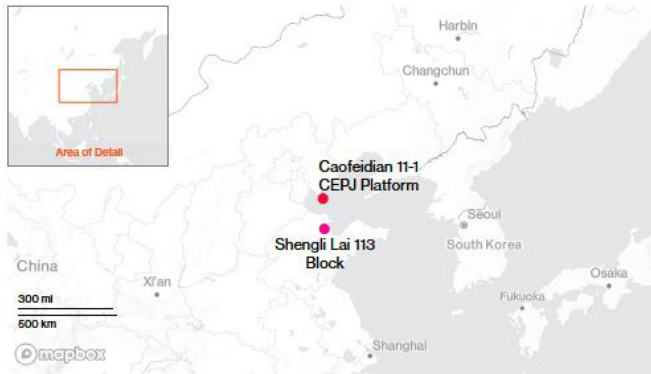 Harbin
Changchun
Area of Detail
Caofeidian 11-1
CEPJ Platform
Seoul
South Korea
Shengli Lai 113
Block
China
Xi'an
Osaka
300 mi
500 km
Fukuoka
mapbox
Shanghai